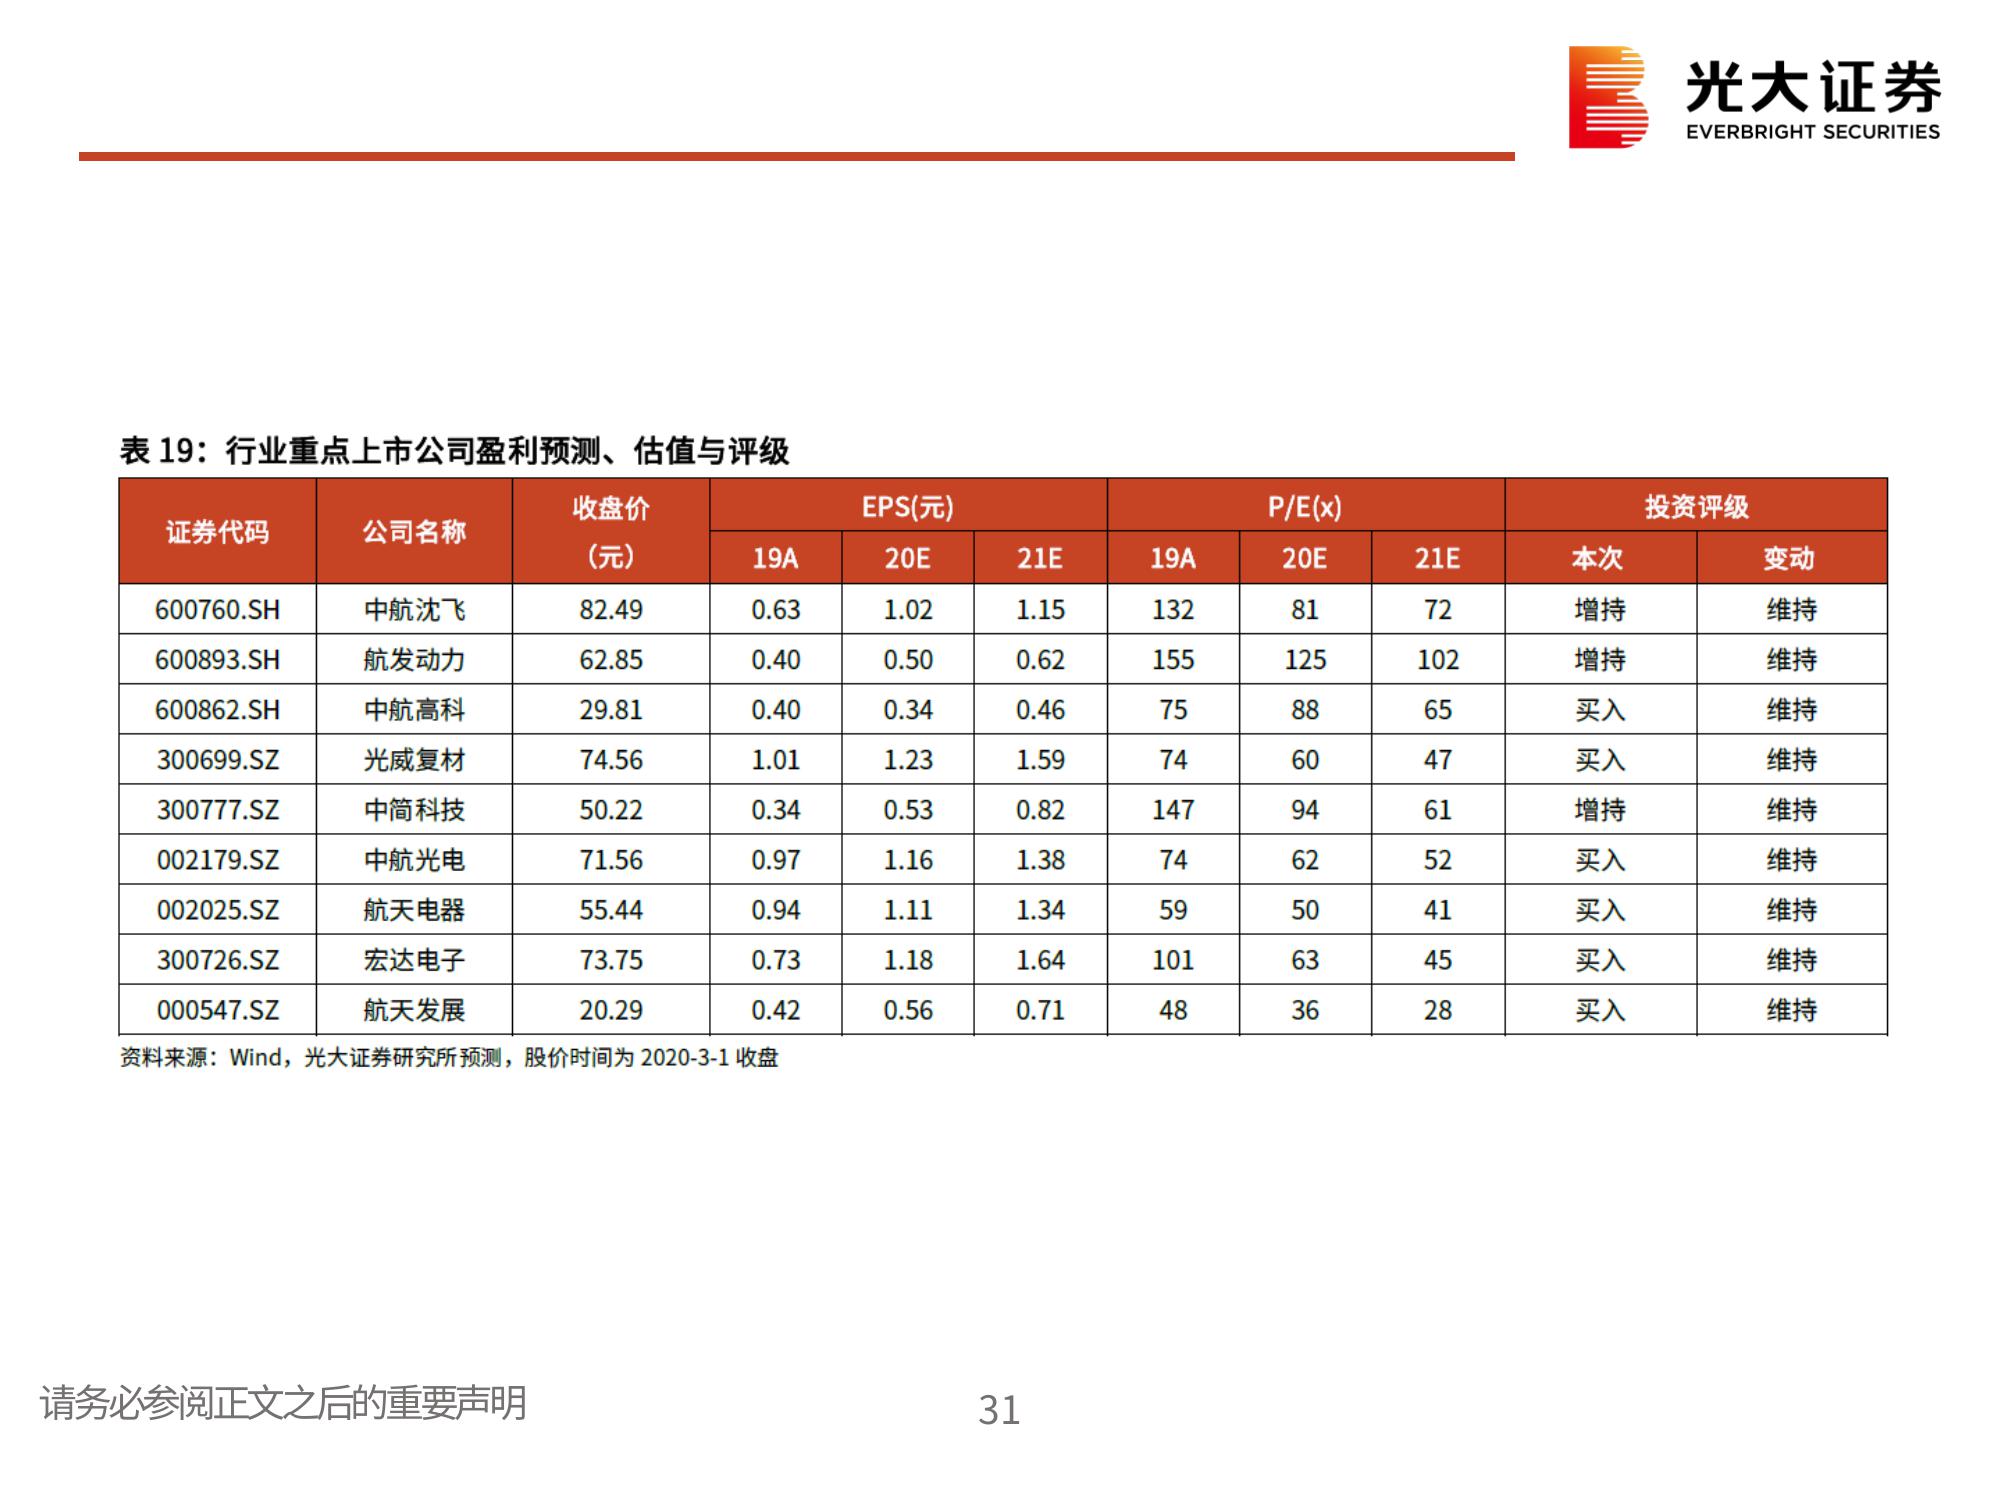 光大证券
EVERBRIGHT SECURITIES
表 19：行业重点上市公司盈利预测、估值与评级
证券代码 公司名称 收盘价（元） EPS(元) P/E(x) 投资评级
19A 20E 21E 19A 20E 21E 本次 变动
600760.SH 中航沈飞 82.49 0.63 1.02 1.15 132 81 72 增持 维持
600893.SH 航发动力 62.85 0.40 0.50 0.62 155 125 102 增持 维持
600862.SH 中航高科 29.81 0.40 0.34 0.46 75 88 65 买入 维持
300699.SZ 光威复材 74.56 1.01 1.23 1.59 74 60 47 买入 维持
300777.SZ 中简科技 50.22 0.34 0.53 0.82 147 94 61 增持 维持
002179.SZ 中航光电 71.56 0.97 1.16 1.38 74 62 52 买入 维持
002025.SZ 航天电器 55.44 0.94 1.11 1.34 59 50 41 买入 维持
300726.SZ 宏达电子 73.75 0.73 1.18 1.64 101 63 45 买入 维持
000547.SZ 航天发展 20.29 0.42 0.56 0.71 48 36 28 买入 维持
资料来源：Wind，光大证券研究所预测，股价时间为 2020-3-1 收盘
请务必参阅正文之后的重要声明
31